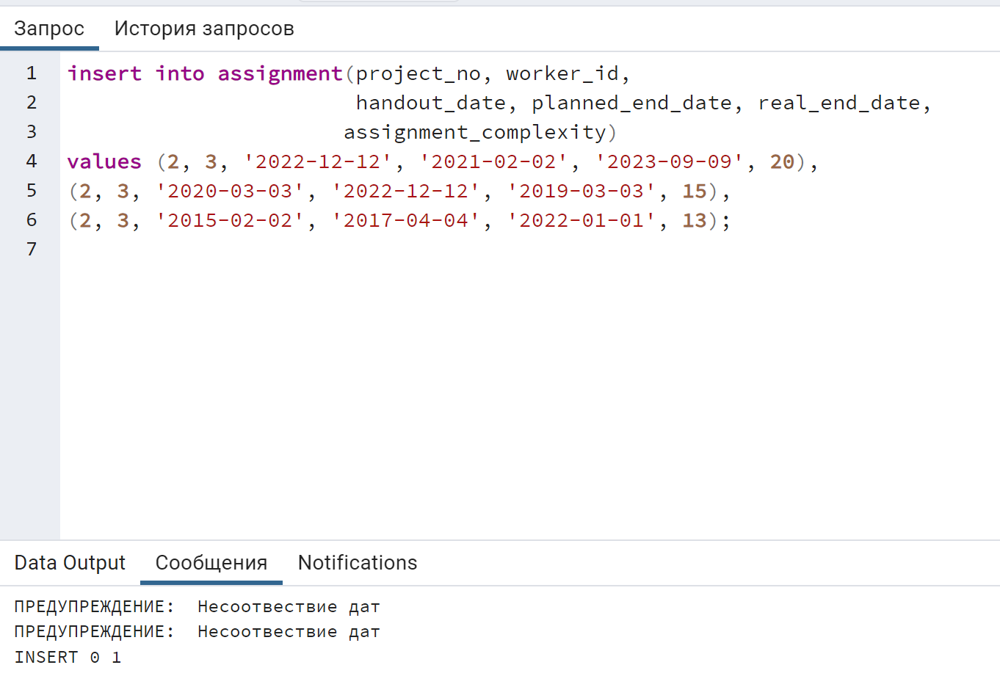 Запрос История запросов
1 insert into assignment(project_no, worker_id,
2 handout_date, planned_end_date, real_end_date,
3 assignment_complexity)
4 values (2, 3, '2022-12-12', '2021-02-02', '2023-09-09', 20),
5 (2, 3, '2020-03-03', '2022-12-12', '2019-03-03', 15),
6 (2, 3, '2015-02-02', '2017-04-04', '2022-01-01', 13);
7
Data Output Сообщения Notifications
ПРЕДУПРЕЖДЕНИЕ: Несоотвествие дат
ПРЕДУПРЕЖДЕНИЕ: Несоотвествие дат
INSERT 0 1